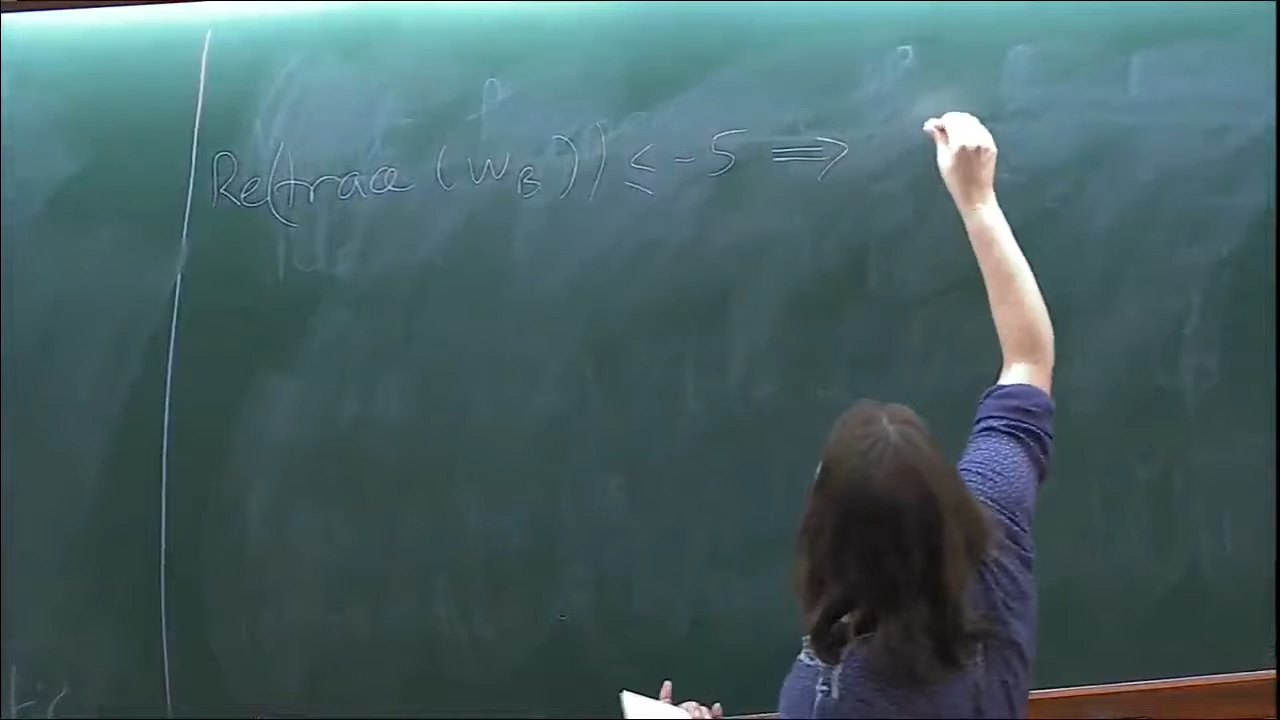 Re(trace (W_B)) ≤ -5 ⟹